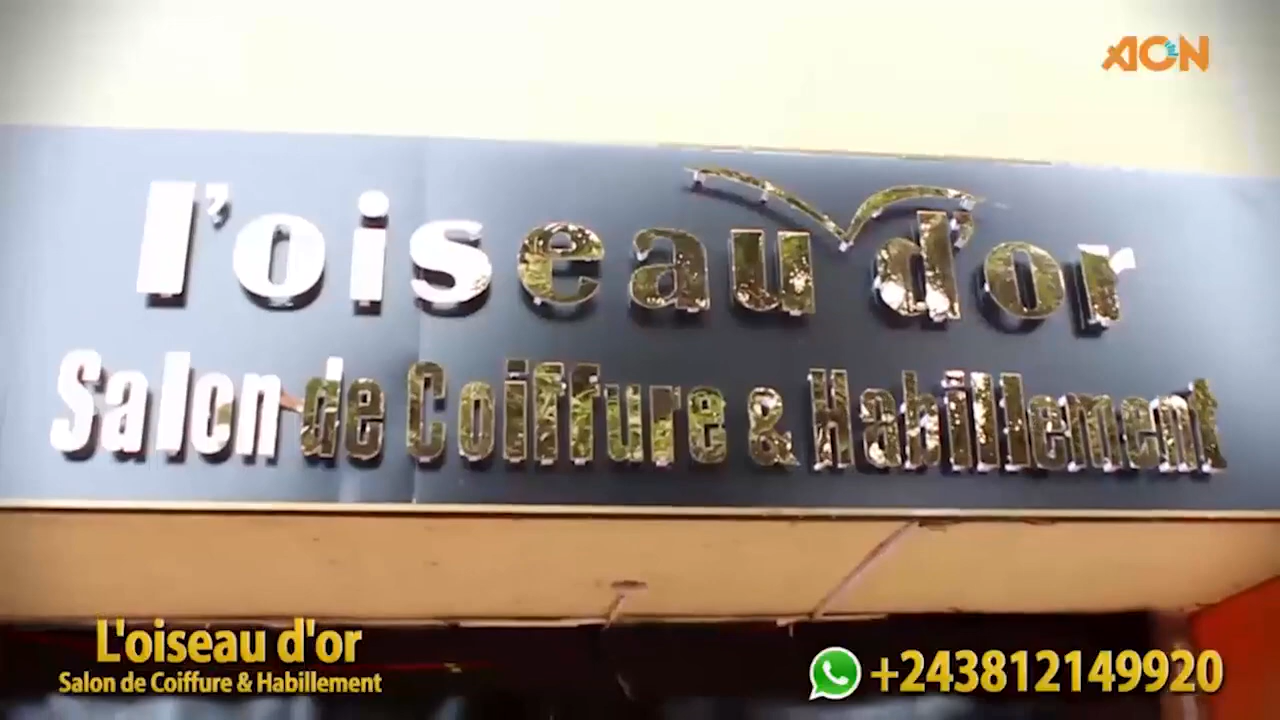 ACN
l'oiseau d'or
Salon de Coiffure & Habillement
L'oiseau d'or
Salon de Coiffure & Habillement
+243812149920